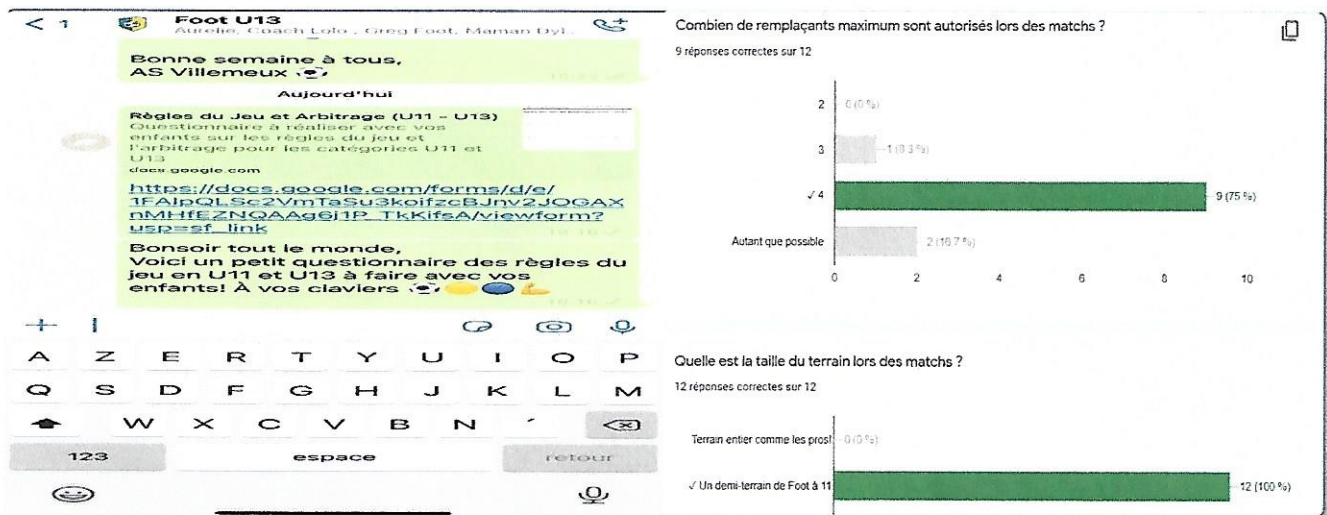 < 1
Foot U13
Aurelie, Coach Lolo, Greg Foot, Maman Dyl..
Bonne semaine à tous,
AS Villemeux
Aujourd'hui
Règles du Jeu et Arbitrage (U11 - U13)
Questionnaire à réaliser avec vos
enfants sur les règles du jeu et
l'arbitrage pour les catégories U11 et
U13
docs.google.com
https://docs.google.com/forms/d/e/
1FAIpQLSc2VmTaSu3koifzcBJnv2JOGAX
nMHfEZNQAAg6j1P_TkKifsA/viewform?
usp=sf_link
Bonsoir tout le monde,
Voici un petit questionnaire des règles du
jeu en U11 et U13 à faire avec vos
enfants! À vos claviers
A Z E R T Y U I O P
Q S D F G H J K L M
W X C V B N ´
123 espace retour
Combien de remplaçants maximum sont autorisés lors des matchs ?
9 réponses correctes sur 12
2 0 (0 %)
3 1 (8,3 %)
✓ 4 9 (75 %)
Autant que possible 2 (16,7 %)
0 2 4 6 8 10
Quelle est la taille du terrain lors des matchs ?
12 réponses correctes sur 12
Terrain entier comme les pros! 0 (0 %)
✓ Un demi-terrain de Foot à 11 12 (100 %)